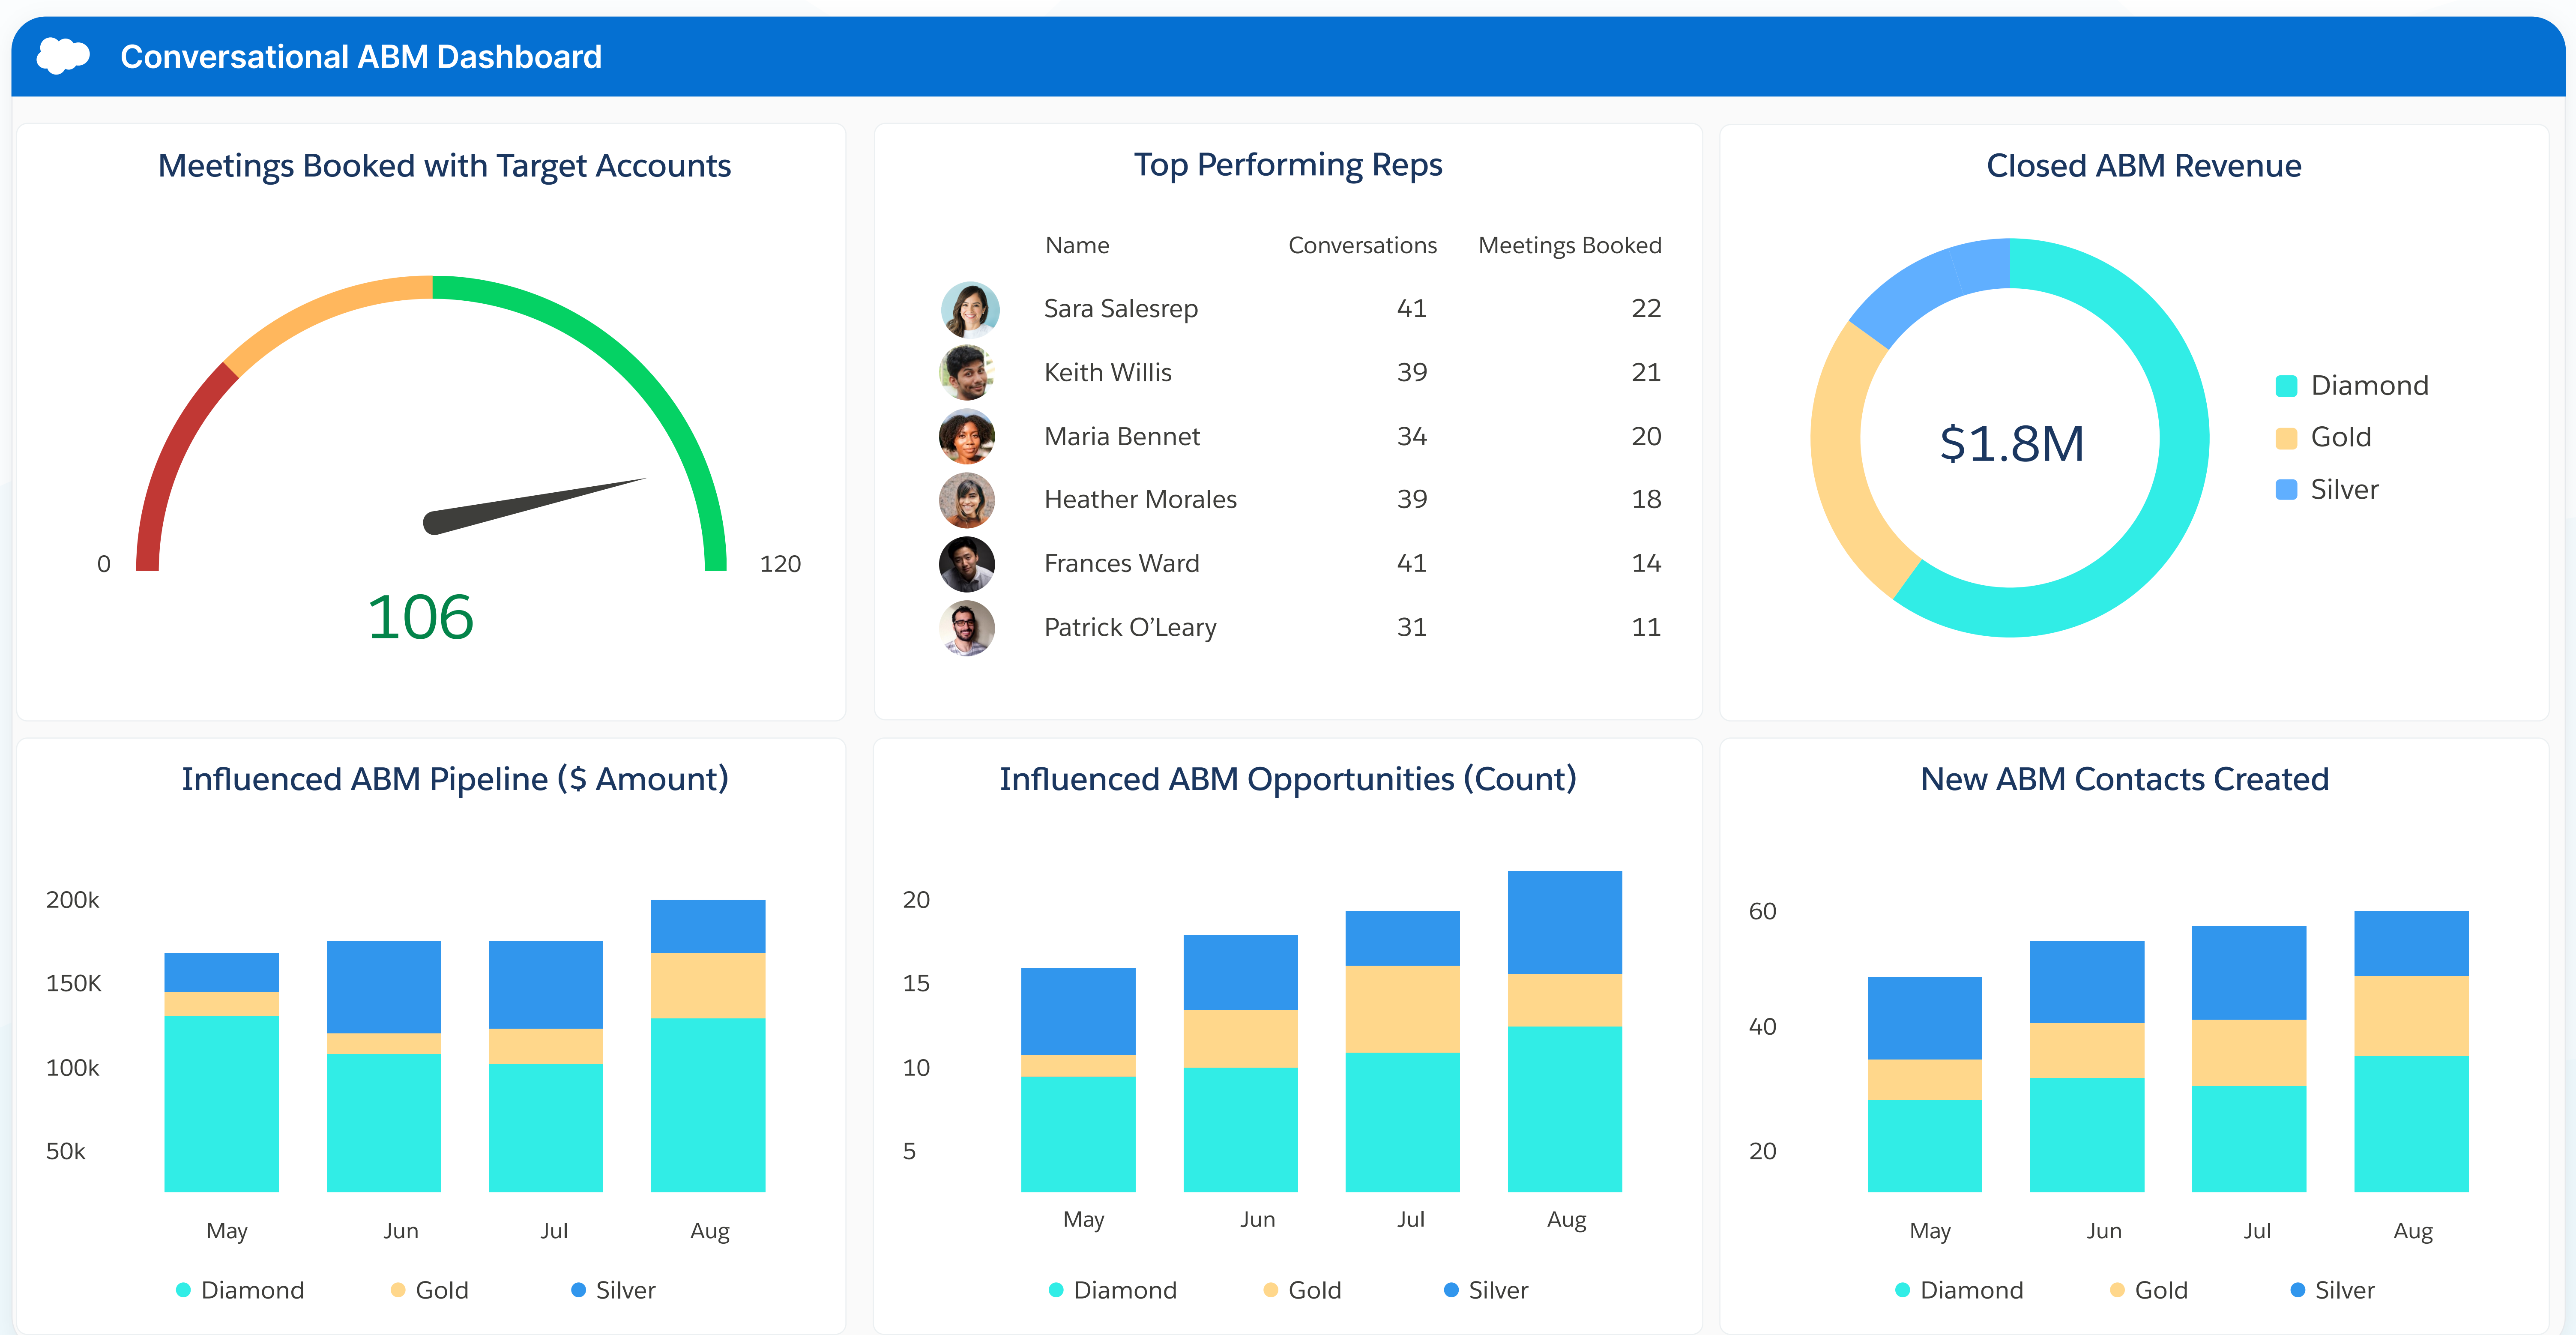 Conversational ABM Dashboard
Meetings Booked with Target Accounts
0
120
106
Top Performing Reps
Name Conversations Meetings Booked
Sara Salesrep 41 22
Keith Willis 39 21
Maria Bennet 34 20
Heather Morales 39 18
Frances Ward 41 14
Patrick O’Leary 31 11
Closed ABM Revenue
$1.8M
Diamond
Gold
Silver
Influenced ABM Pipeline ($ Amount)
200k
150K
100k
50k
May Jun Jul Aug
Diamond Gold Silver
Influenced ABM Opportunities (Count)
20
15
10
5
May Jun Jul Aug
Diamond Gold Silver
New ABM Contacts Created
60
40
20
May Jun Jul Aug
Diamond Gold Silver